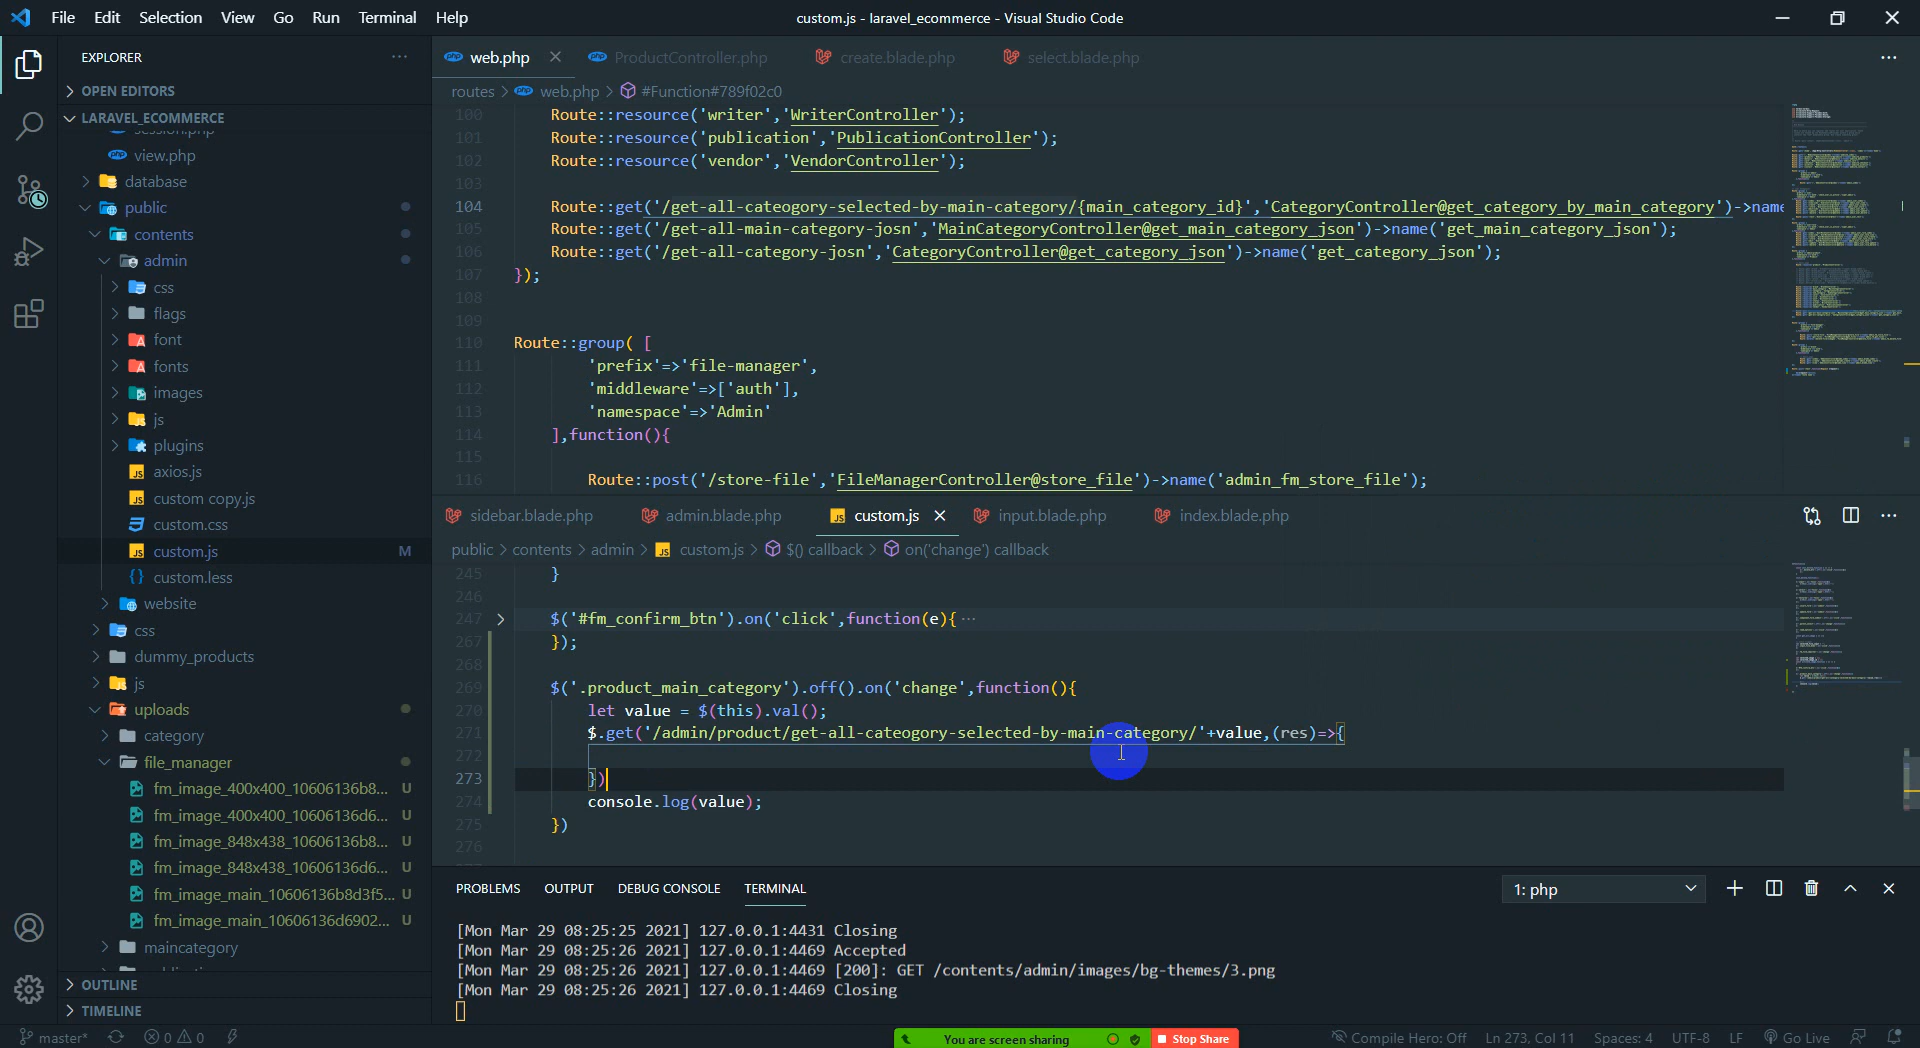 File Edit Selection View Go Run Terminal Help
custom.js - laravel_ecommerce - Visual Studio Code
EXPLORER
OPEN EDITORS
LARAVEL_ECOMMERCE
session.php
view.php
database
public
contents
admin
css
flags
font
fonts
images
js
plugins
axios.js
custom copy.js
custom.css
custom.js M
custom.less
website
css
dummy_products
js
uploads
category
file_manager
fm_image_400x400_10606136b8... U
fm_image_400x400_10606136d6... U
fm_image_848x438_10606136b8... U
fm_image_848x438_10606136d6... U
fm_image_main_10606136b8d3f5... U
fm_image_main_10606136d6902... U
maincategory
OUTLINE
TIMELINE
web.php ProductController.php create.blade.php select.blade.php
routes > web.php > #Function#789f02c0
100 Route::resource('writer','WriterController');
101 Route::resource('publication','PublicationController');
102 Route::resource('vendor','VendorController');
103
104 Route::get('/get-all-cateogory-selected-by-main-category/{main_category_id}','CategoryController@get_category_by_main_category')->name
105 Route::get('/get-all-main-category-josn','MainCategoryController@get_main_category_json')->name('get_main_category_json');
106 Route::get('/get-all-category-josn','CategoryController@get_category_json')->name('get_category_json');
107 });
108
109
110 Route::group( [
111 'prefix'=>'file-manager',
112 'middleware'=>['auth'],
113 'namespace'=>'Admin'
114 ],function(){
115
116 Route::post('/store-file','FileManagerController@store_file')->name('admin_fm_store_file');
sidebar.blade.php admin.blade.php custom.js input.blade.php index.blade.php
public > contents > admin > custom.js > $() callback > on('change') callback
245 }
246
247 $('#fm_confirm_btn').on('click',function(e){ ...
267 });
268
269 $('.product_main_category').off().on('change',function(){
270 let value = $(this).val();
271 $.get('/admin/product/get-all-cateogory-selected-by-main-category/'+value,(res)=>{
272
273 })
274 console.log(value);
275 })
276
PROBLEMS OUTPUT DEBUG CONSOLE TERMINAL
1: php
[Mon Mar 29 08:25:25 2021] 127.0.0.1:4431 Closing
[Mon Mar 29 08:25:26 2021] 127.0.0.1:4469 Accepted
[Mon Mar 29 08:25:26 2021] 127.0.0.1:4469 [200]: GET /contents/admin/images/bg-themes/3.png
[Mon Mar 29 08:25:26 2021] 127.0.0.1:4469 Closing
master* 0 0
You are screen sharing Stop Share
Compile Hero: Off Ln 273, Col 11 Spaces: 4 UTF-8 LF Go Live